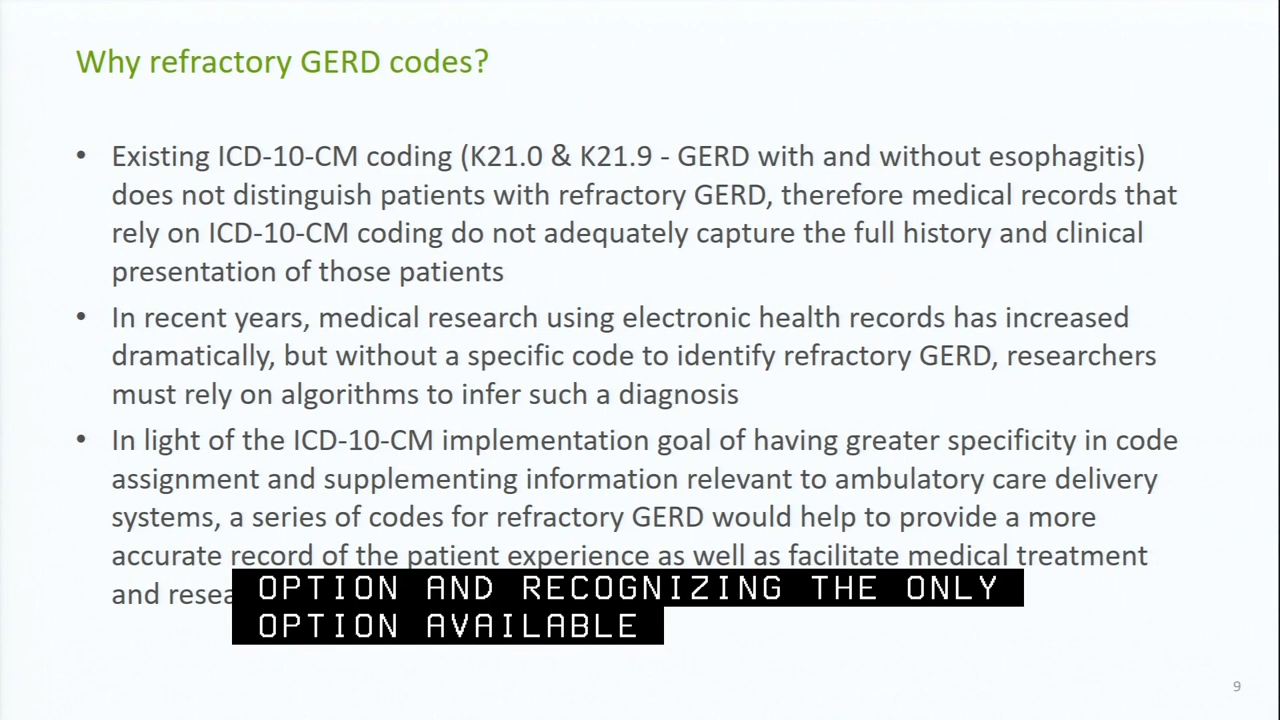 Why refractory GERD codes?
• Existing ICD-10-CM coding (K21.0 & K21.9 - GERD with and without esophagitis)
does not distinguish patients with refractory GERD, therefore medical records that
rely on ICD-10-CM coding do not adequately capture the full history and clinical
presentation of those patients
• In recent years, medical research using electronic health records has increased
dramatically, but without a specific code to identify refractory GERD, researchers
must rely on algorithms to infer such a diagnosis
• In light of the ICD-10-CM implementation goal of having greater specificity in code
assignment and supplementing information relevant to ambulatory care delivery
systems, a series of codes for refractory GERD would help to provide a more
accurate record of the patient experience as well as facilitate medical treatment
and
OPTION AND RECOGNIZING THE ONLY
OPTION AVAILABLE
9